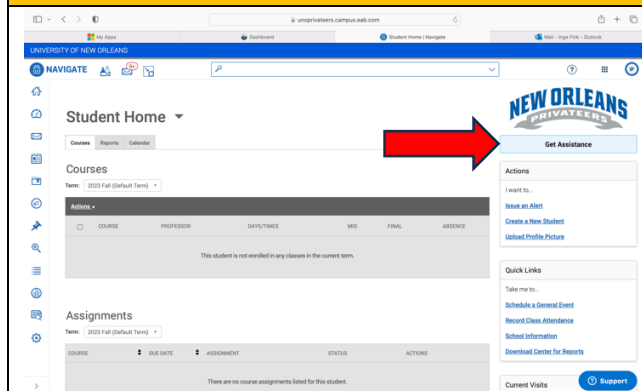 unoprivateers.campus.eab.com
My Apps
Dashboard
Student Home | Navigate
Mail - Inga Fink - Outlook
UNIVERSITY OF NEW ORLEANS
NAVIGATE
9+
IF
NEW ORLEANS
PRIVATEERS
Student Home
Get Assistance
Courses Reports Calendar
Courses
Term: 2023 Fall (Default Term)
Actions
COURSE PROFESSOR DAYS/TIMES MID FINAL ABSENCE
This student is not enrolled in any classes in the current term.
Assignments
Term: 2023 Fall (Default Term)
COURSE DUE DATE ASSIGNMENT STATUS ACTIONS
There are no course assignments listed for this student.
Actions
I want to...
Issue an Alert
Create a New Student
Upload Profile Picture
Quick Links
Take me to...
Schedule a General Event
Record Class Attendance
School Information
Download Center for Reports
Current Visits
Support